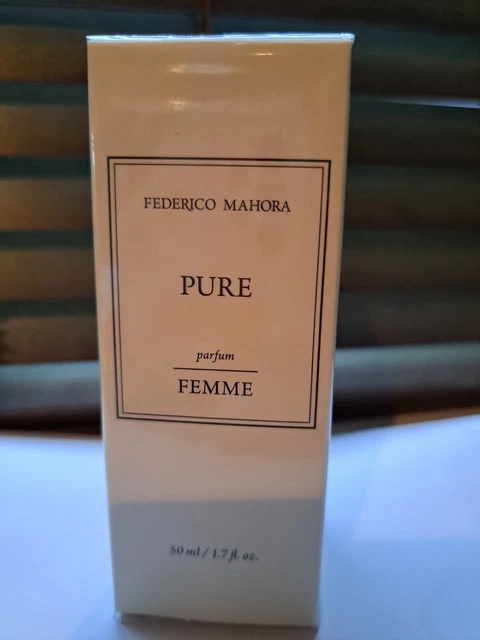 FEDERICO MAHORA
PURE
parfum
FEMME
50 ml / 1.7 fl. oz.